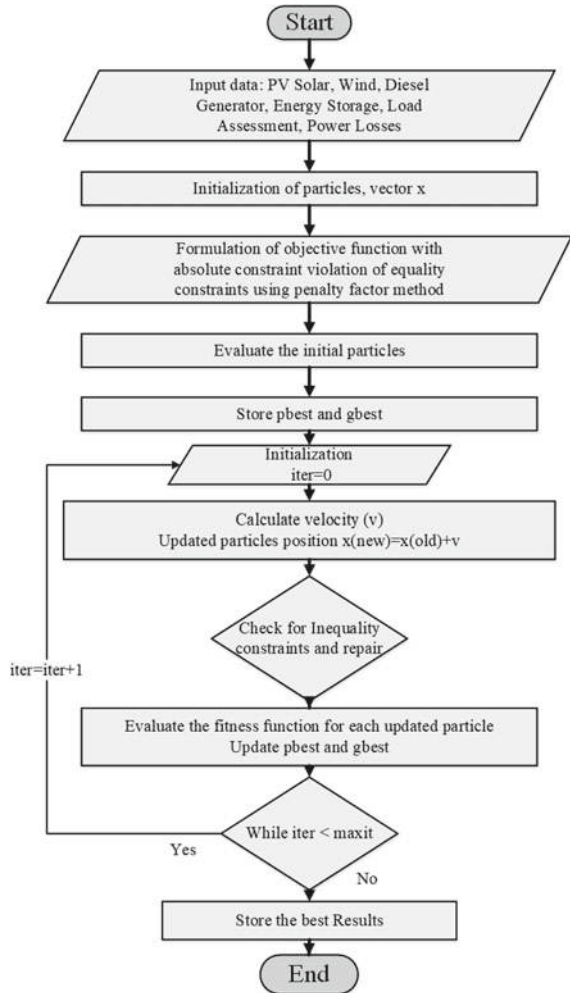 Start
Input data: PV Solar, Wind, Diesel
Generator, Energy Storage, Load
Assessment, Power Losses
Initialization of particles, vector x
Formulation of objective function with
absolute constraint violation of equality
constraints using penalty factor method
Evaluate the initial particles
Store pbest and gbest
Initialization
iter=0
Calculate velocity (v)
Updated particles position x(new)=x(old)+v
Check for Inequality
constraints and repair
iter=iter+1
Evaluate the fitness function for each updated particle
Update pbest and gbest
While iter < maxit
Yes
No
Store the best Results
End